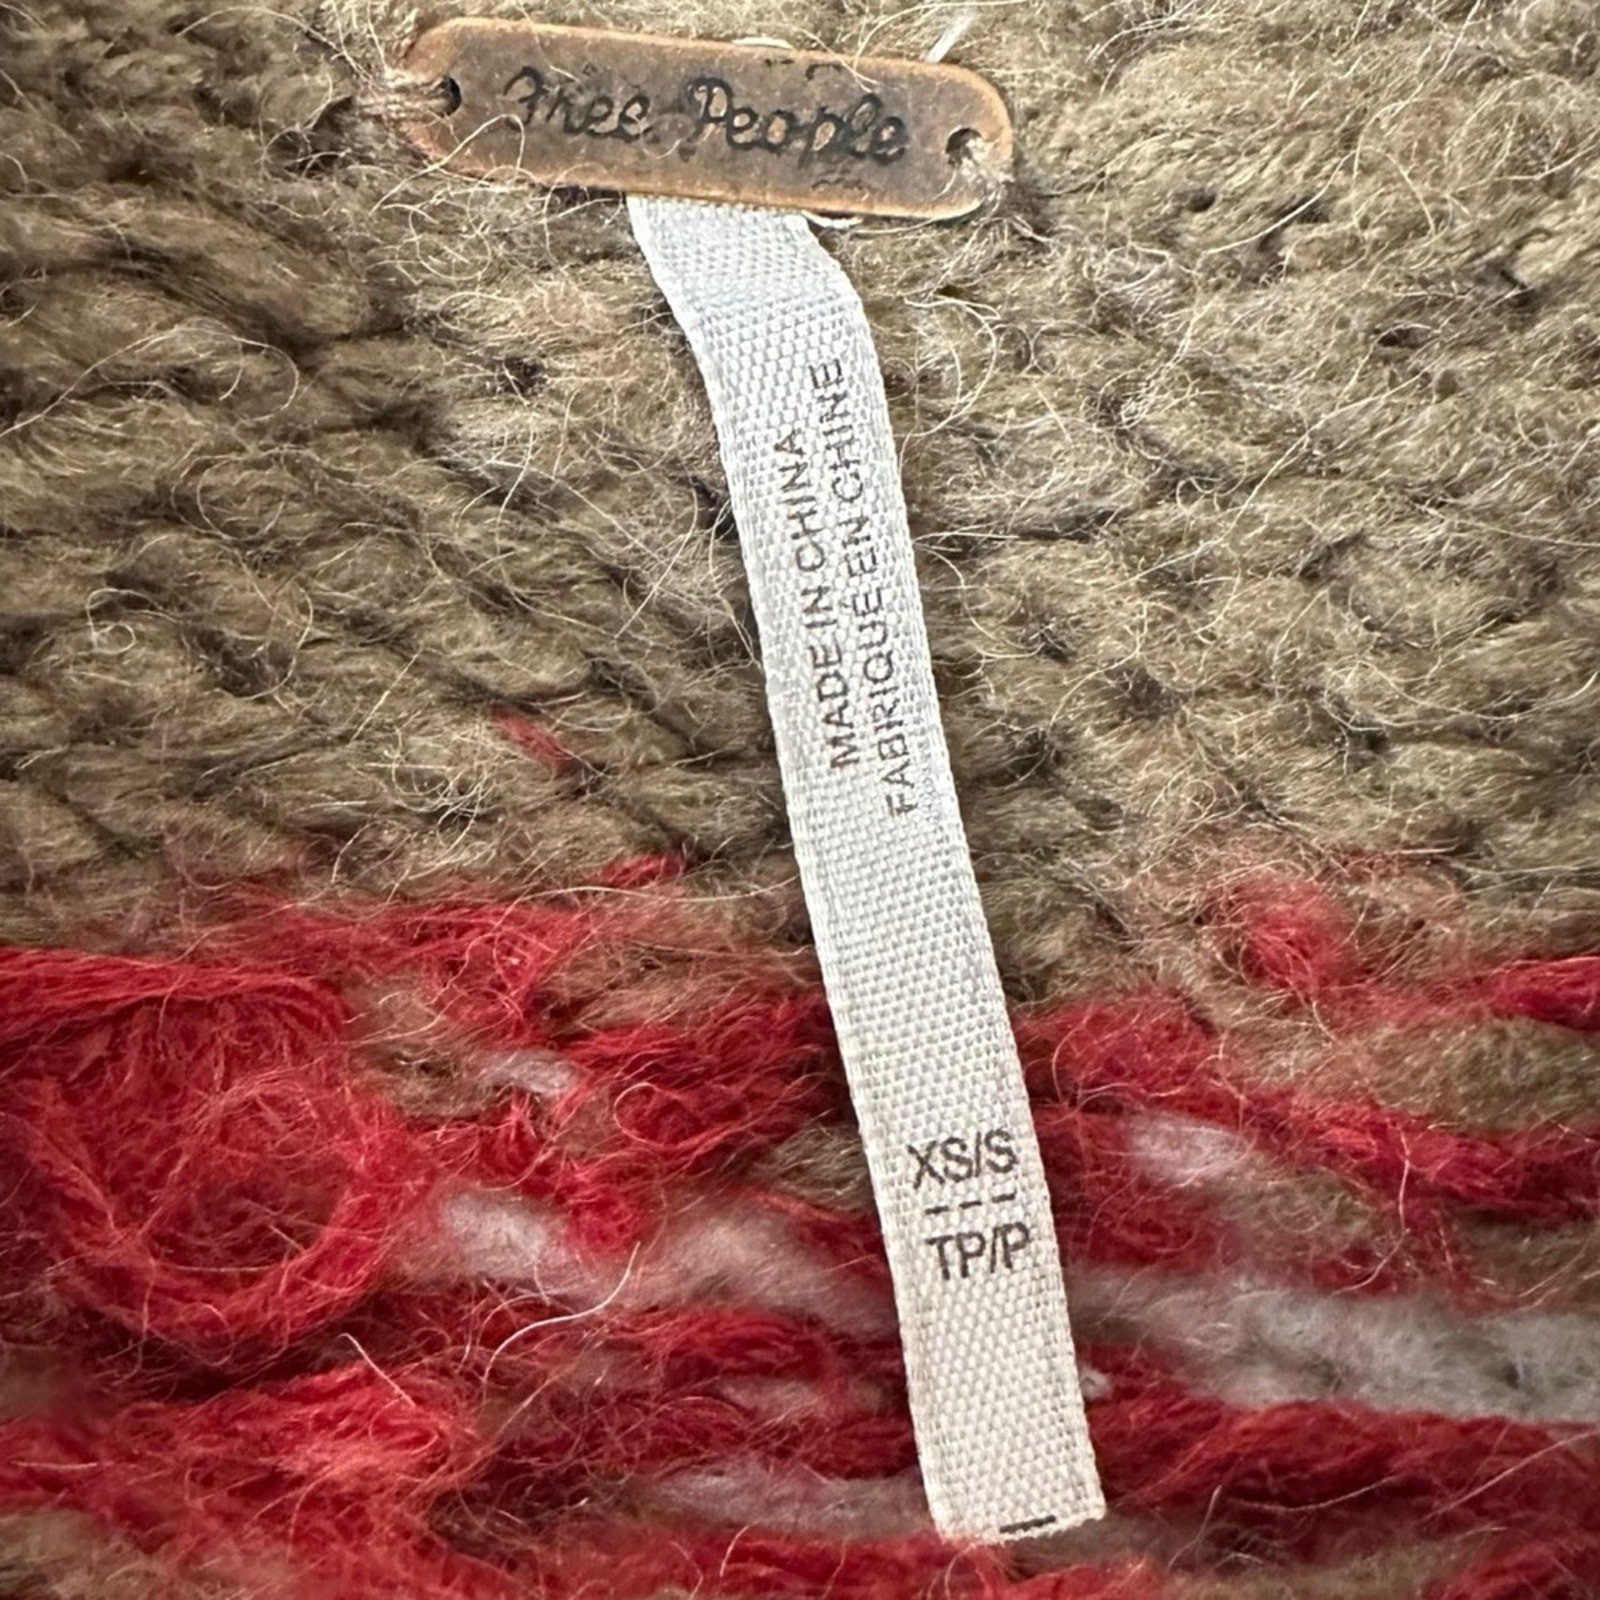 Free People
MADE IN CHINA
FABRIQUÉ EN CHINE
XS/S
TP/P